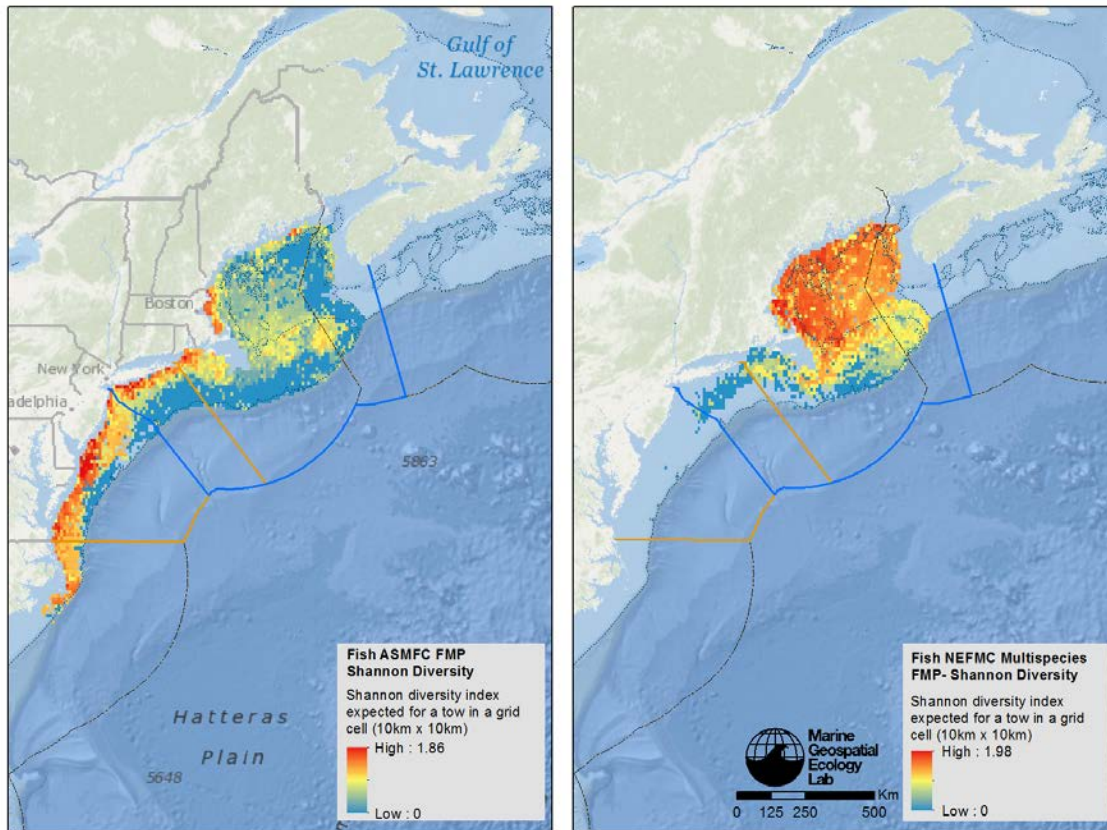 Gulf of
St. Lawrence
Boston
New York
adelphia
5863
Hatteras
Plain
5648
Fish ASMFC FMP
Shannon Diversity
Shannon diversity index
expected for a tow in a grid
cell (10km x 10km)
High : 1.86
Low : 0
Fish NEFMC Multispecies
FMP- Shannon Diversity
Shannon diversity index
expected for a tow in a grid
cell (10km x 10km)
High : 1.98
Low : 0
Marine
Geospatial
Ecology
Lab
Km
0 125 250 500